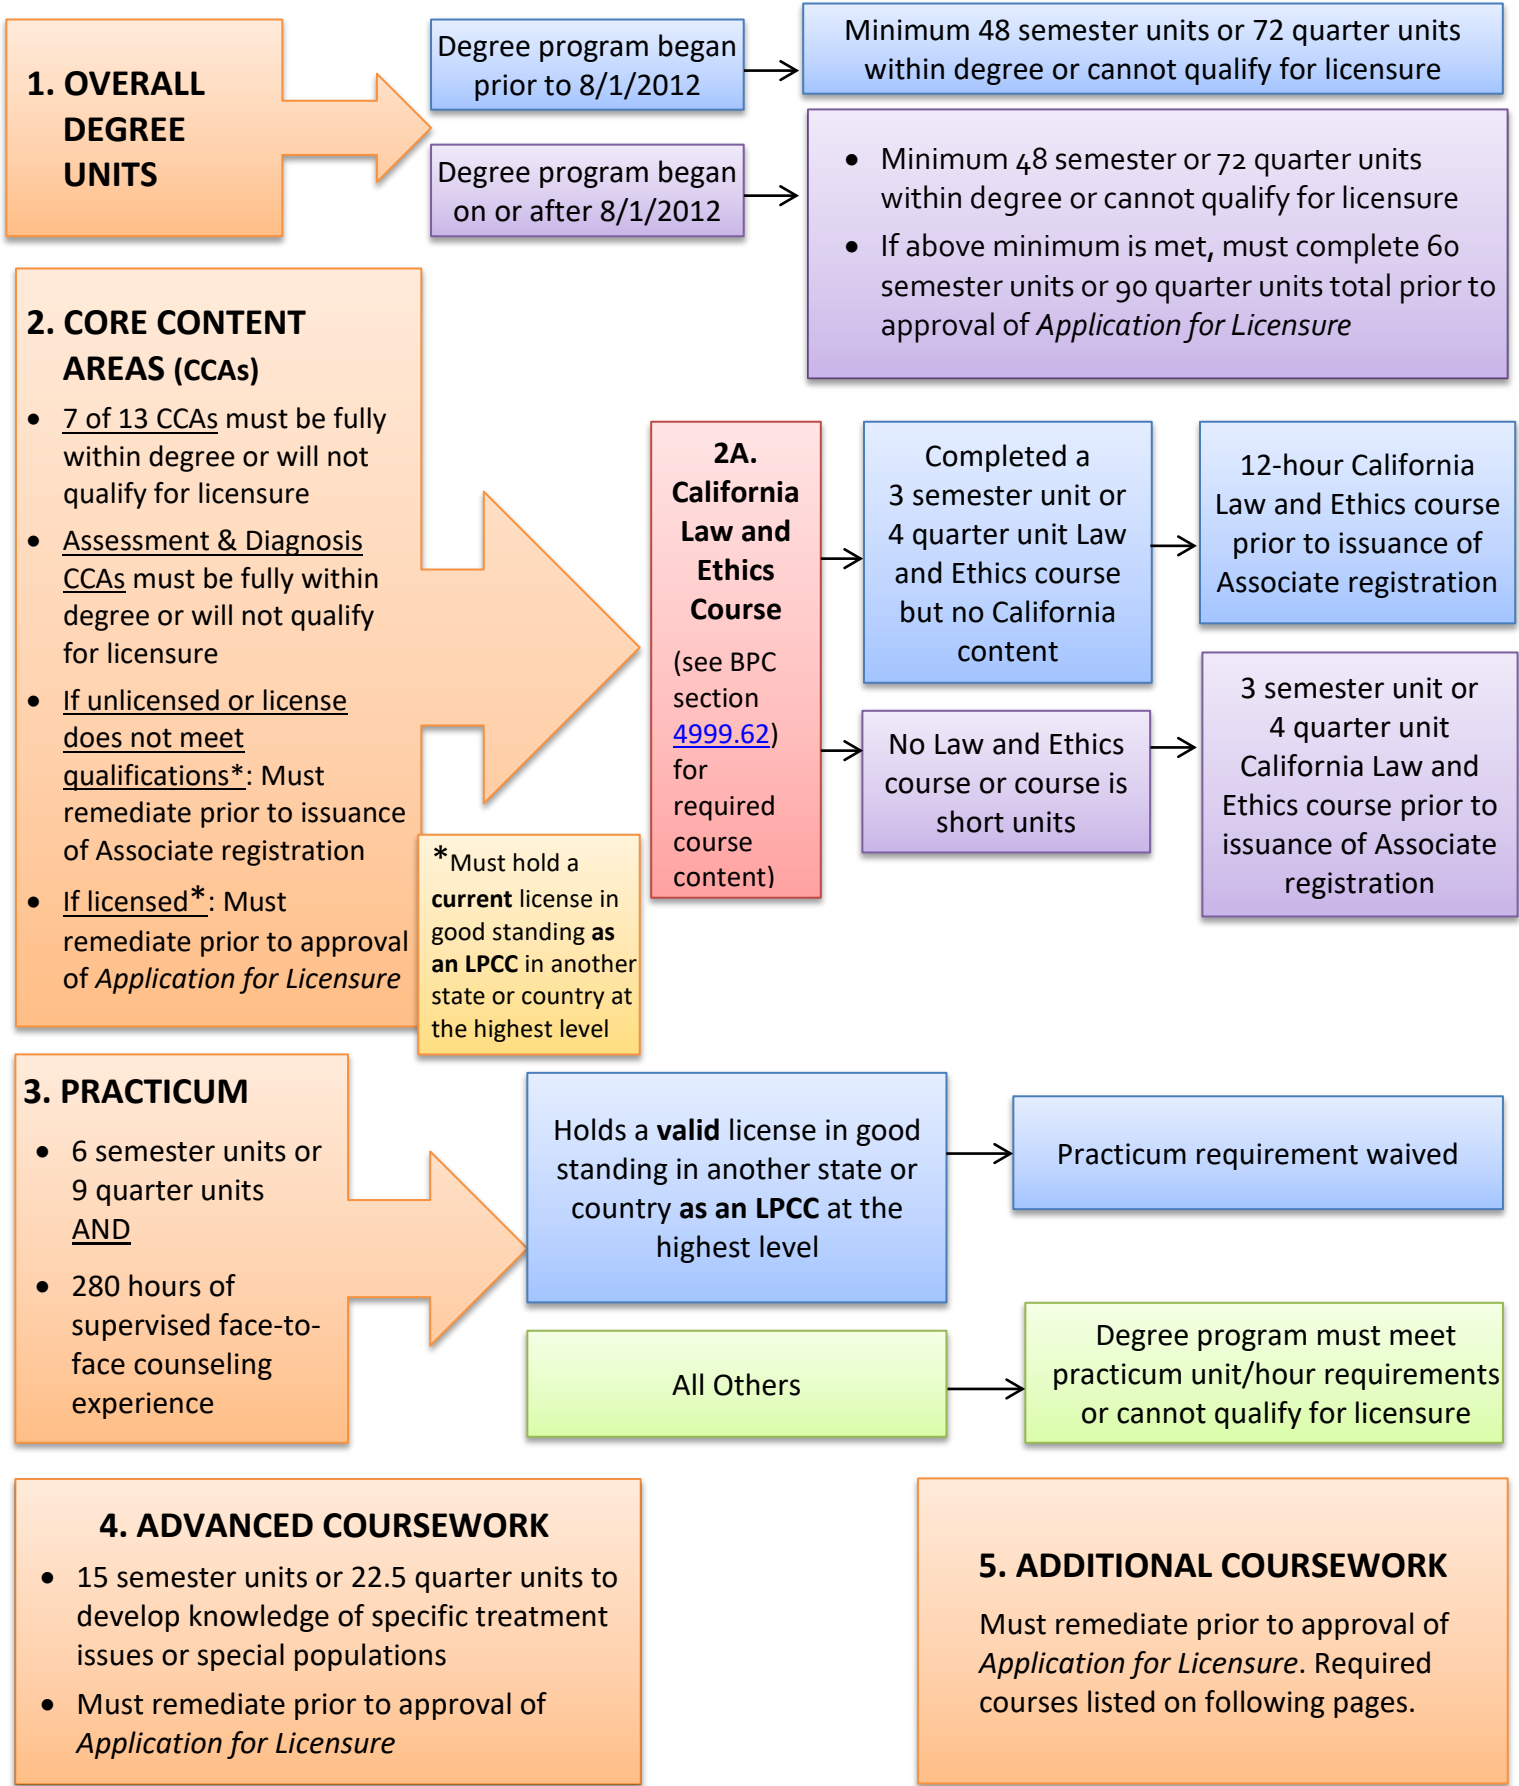 1. OVERALL
DEGREE
UNITS
Degree program began
prior to 8/1/2012
Minimum 48 semester units or 72 quarter units
within degree or cannot qualify for licensure
Degree program began
on or after 8/1/2012
• Minimum 48 semester or 72 quarter units
within degree or cannot qualify for licensure
• If above minimum is met, must complete 60
semester units or 90 quarter units total prior to
approval of Application for Licensure
2. CORE CONTENT
AREAS (CCAs)
• 7 of 13 CCAs must be fully
within degree or will not
qualify for licensure
• Assessment & Diagnosis
CCAs must be fully within
degree or will not qualify
for licensure
• If unlicensed or license
does not meet
qualifications*: Must
remediate prior to issuance
of Associate registration
• If licensed*: Must
remediate prior to approval
of Application for Licensure
*Must hold a
current license in
good standing as
an LPCC in another
state or country at
the highest level
2A.
California
Law and
Ethics
Course
(see BPC
section
4999.62)
for
required
course
content)
Completed a
3 semester unit or
4 quarter unit Law
and Ethics course
but no California
content
12-hour California
Law and Ethics course
prior to issuance of
Associate registration
No Law and Ethics
course or course is
short units
3 semester unit or
4 quarter unit
California Law and
Ethics course prior to
issuance of Associate
registration
3. PRACTICUM
• 6 semester units or
9 quarter units
AND
• 280 hours of
supervised face-to-
face counseling
experience
Holds a valid license in good
standing in another state or
country as an LPCC at the
highest level
Practicum requirement waived
All Others
Degree program must meet
practicum unit/hour requirements
or cannot qualify for licensure
4. ADVANCED COURSEWORK
• 15 semester units or 22.5 quarter units to
develop knowledge of specific treatment
issues or special populations
• Must remediate prior to approval of
Application for Licensure
5. ADDITIONAL COURSEWORK
Must remediate prior to approval of
Application for Licensure. Required
courses listed on following pages.